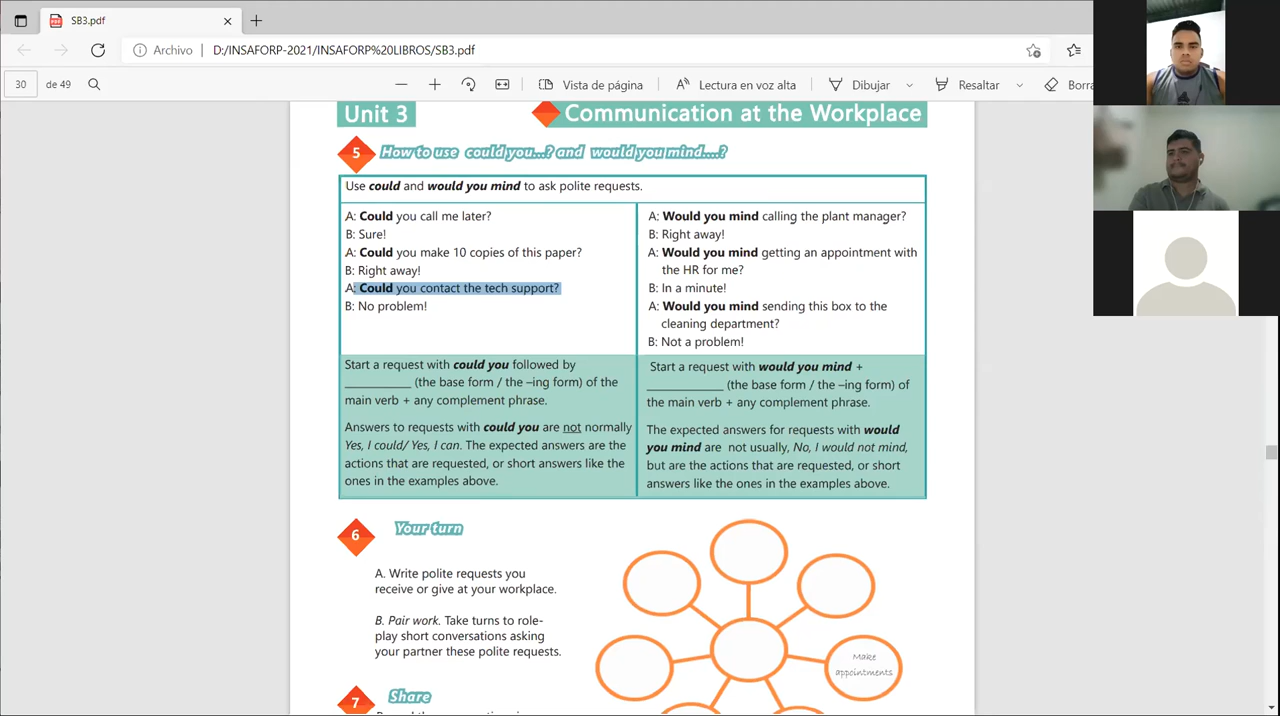 SB3.pdf
Archivo
D:/INSAFORP-2021/INSAFORP%20LIBROS/SB3.pdf
30 de 49
Vista de página
Lectura en voz alta
Dibujar
Resaltar
Borra
Unit 3
Communication at the Workplace
5 How to use could you...? and would you mind....?
Use could and would you mind to ask polite requests.
A: Could you call me later?
B: Sure!
A: Could you make 10 copies of this paper?
B: Right away!
A: Could you contact the tech support?
B: No problem!
A: Would you mind calling the plant manager?
B: Right away!
A: Would you mind getting an appointment with
the HR for me?
B: In a minute!
A: Would you mind sending this box to the
cleaning department?
B: Not a problem!
Start a request with could you followed by
___________ (the base form / the –ing form) of the
main verb + any complement phrase.
Answers to requests with could you are not normally
Yes, I could/ Yes, I can. The expected answers are the
actions that are requested, or short answers like the
ones in the examples above.
Start a request with would you mind +
____________ (the base form / the –ing form) of
the main verb + any complement phrase.
The expected answers for requests with would
you mind are not usually, No, I would not mind,
but are the actions that are requested, or short
answers like the ones in the examples above.
6 Your turn
A. Write polite requests you
receive or give at your workplace.
B. Pair work. Take turns to role-
play short conversations asking
your partner these polite requests.
Make
appointments
7 Share